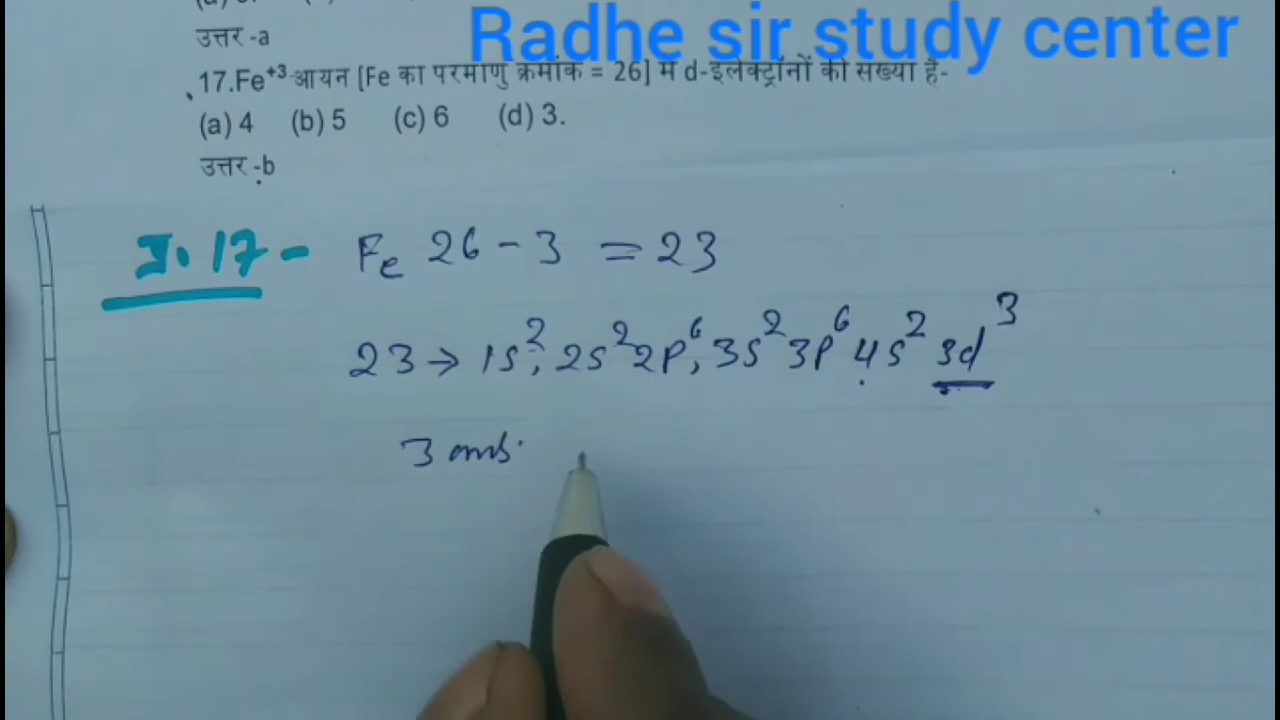 उत्तर -a
Radhe sir study center
17.Fe⁺³ आयन [Fe का परमाणु क्रमांक = 26] में d-इलेक्ट्रॉनों की संख्या है-
(a) 4 (b) 5 (c) 6 (d) 3.
उत्तर -b
प्र. 17 - Fe 26 - 3 = 23
23 → 1s², 2s² 2p⁶, 3s² 3p⁶ 4s² 3d³
3 ans.